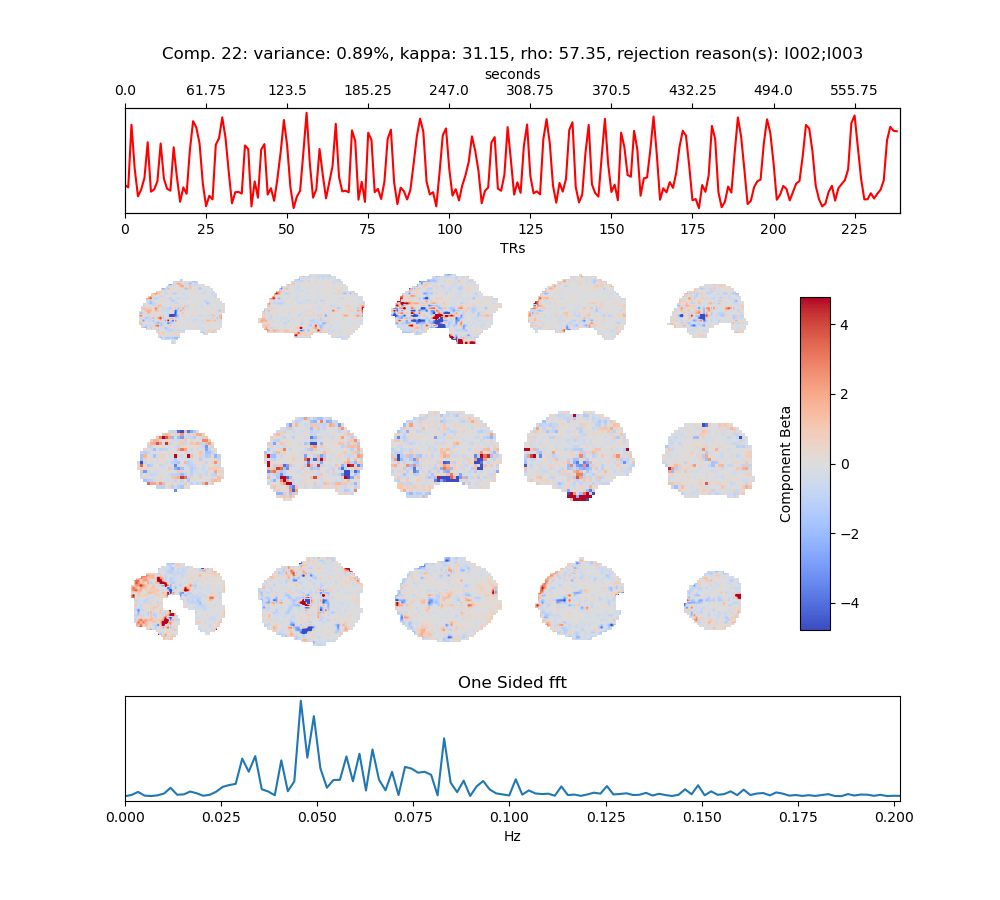 Comp. 22: variance: 0.89%, kappa: 31.15, rho: 57.35, rejection reason(s): I002;I003
seconds
0.0 61.75 123.5 185.25 247.0 308.75 370.5 432.25 494.0 555.75
0 25 50 75 100 125 150 175 200 225
TRs
4
2
0
−2
−4
Component Beta
One Sided fft
0.000 0.025 0.050 0.075 0.100 0.125 0.150 0.175 0.200
Hz